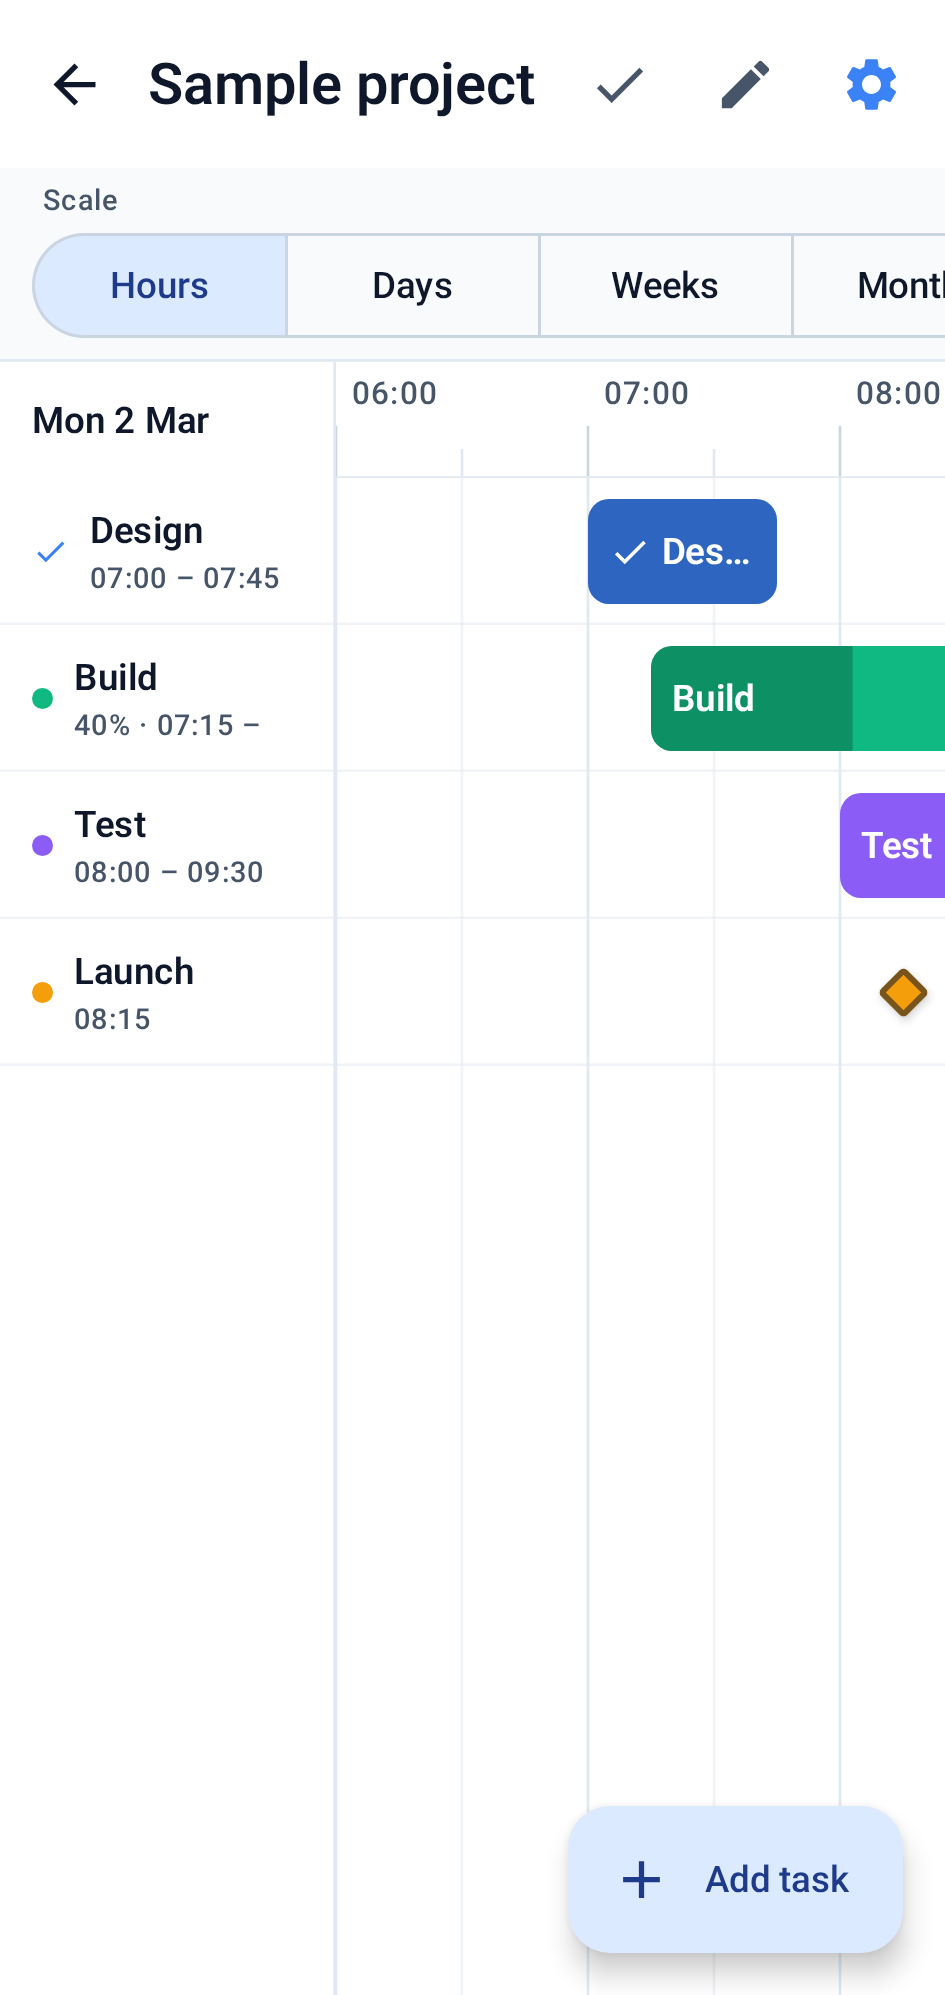 Sample project
Scale
Hours Days Weeks Mont
Mon 2 Mar
06:00 07:00 08:00
Design
07:00 – 07:45
Des...
Build
40% · 07:15 –
Build
Test
08:00 – 09:30
Test
Launch
08:15
Add task